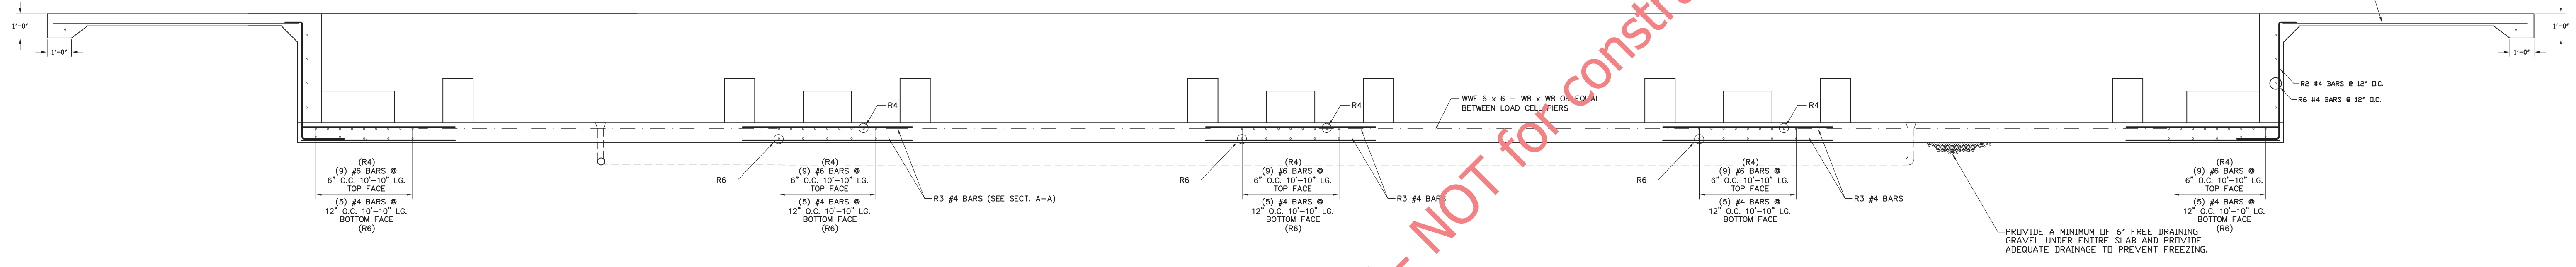 1'-0"
1'-0"
1'-0"
1'-0"
R2 #4 BARS @ 12" O.C.
R6 #4 BARS @ 12" O.C.
R4
R4
WWF 6 x 6 - W8 x W8 OR EQUAL
BETWEEN LOAD CELL PIERS
R4
(R4)
(9) #6 BARS @
6" O.C. 10'-10" LG.
TOP FACE
(5) #4 BARS @
12" O.C. 10'-10" LG.
BOTTOM FACE
(R6)
R6
(R4)
(9) #6 BARS @
6" O.C. 10'-10" LG.
TOP FACE
(5) #4 BARS @
12" O.C. 10'-10" LG.
BOTTOM FACE
(R6)
R3 #4 BARS (SEE SECT. A-A)
R6
(R4)
(9) #6 BARS @
6" O.C. 10'-10" LG.
TOP FACE
(5) #4 BARS @
12" O.C. 10'-10" LG.
BOTTOM FACE
(R6)
R3 #4 BARS
R6
(R4)
(9) #6 BARS @
6" O.C. 10'-10" LG.
TOP FACE
(5) #4 BARS @
12" O.C. 10'-10" LG.
BOTTOM FACE
R3 #4 BARS
(R4)
(9) #6 BARS @
6" O.C. 10'-10" LG.
TOP FACE
(5) #4 BARS @
12" O.C. 10'-10" LG.
BOTTOM FACE
(R6)
PROVIDE A MINIMUM OF 6" FREE DRAINING
GRAVEL UNDER ENTIRE SLAB AND PROVIDE
ADEQUATE DRAINAGE TO PREVENT FREEZING.
- NOT for constru